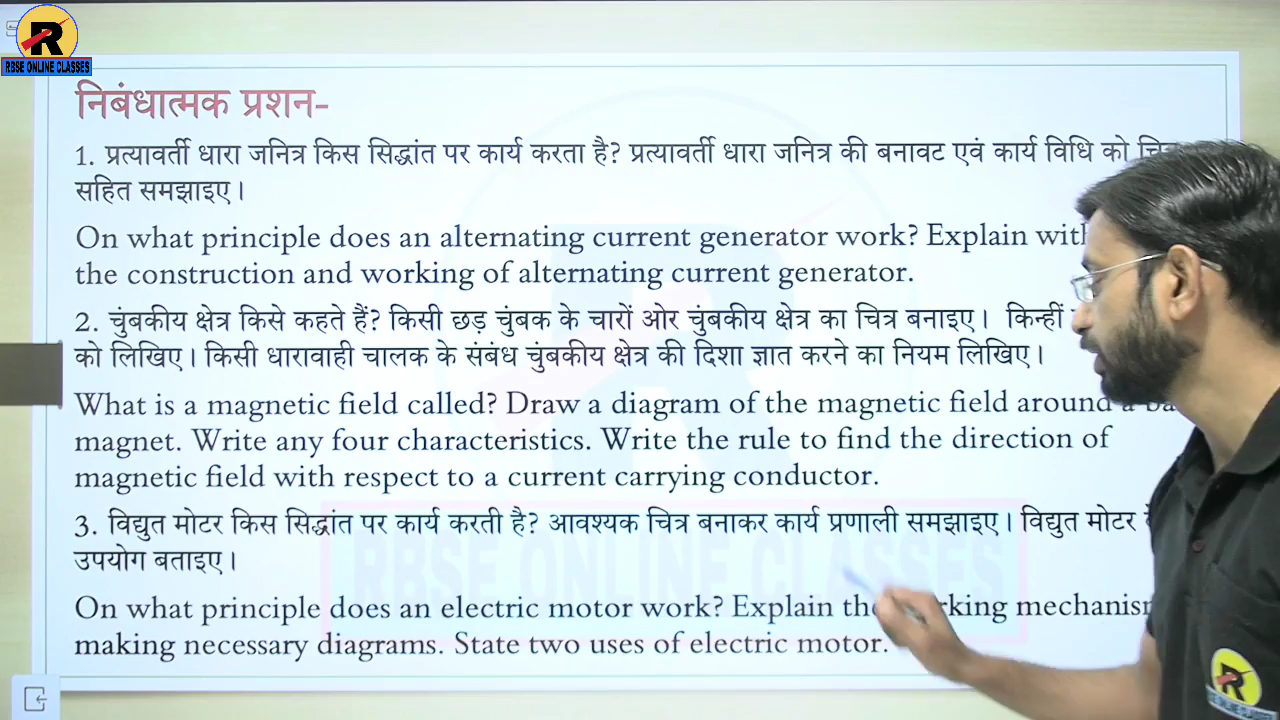 R
RBSE ONLINE CLASSES
निबंधात्मक प्रशन-
1. प्रत्यावर्ती धारा जनित्र किस सिद्धांत पर कार्य करता है? प्रत्यावर्ती धारा जनित्र की बनावट एवं कार्य विधि को
सहित समझाइए।
On what principle does an alternating current generator work? Explain
the construction and working of alternating current generator.
2. चुंबकीय क्षेत्र किसे कहते हैं? किसी छड़ चुंबक के चारों ओर चुंबकीय क्षेत्र का चित्र बनाइए। किन्हीं
को लिखिए। किसी धारावाही चालक के संबंध चुंबकीय क्षेत्र की दिशा ज्ञात करने का नियम लिखिए।
What is a magnetic field called? Draw a diagram of the magnetic field around a
magnet. Write any four characteristics. Write the rule to find the direction of
magnetic field with respect to a current carrying conductor.
3. विद्युत मोटर किस सिद्धांत पर कार्य करती है? आवश्यक चित्र बनाकर कार्य प्रणाली समझाइए। विद्युत मोटर
उपयोग बताइए।
On what principle does an electric motor work? Explain
making necessary diagrams. State two uses of electric motor.
RBSE ONLINE CLASSES
R